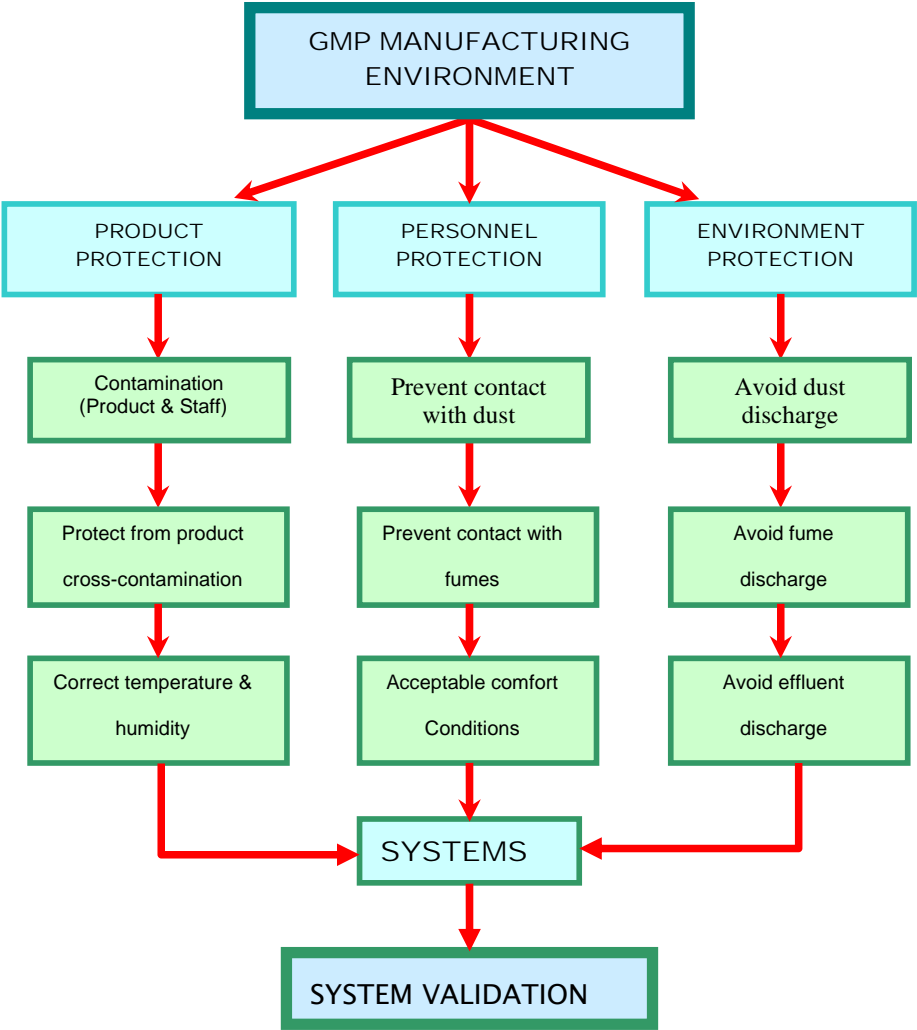 GMP MANUFACTURING
ENVIRONMENT
PRODUCT
PROTECTION
PERSONNEL
PROTECTION
ENVIRONMENT
PROTECTION
Contamination
(Product & Staff)
Prevent contact
with dust
Avoid dust
discharge
Protect from product
cross-contamination
Prevent contact with
fumes
Avoid fume
discharge
Correct temperature &
humidity
Acceptable comfort
Conditions
Avoid effluent
discharge
SYSTEMS
SYSTEM VALIDATION